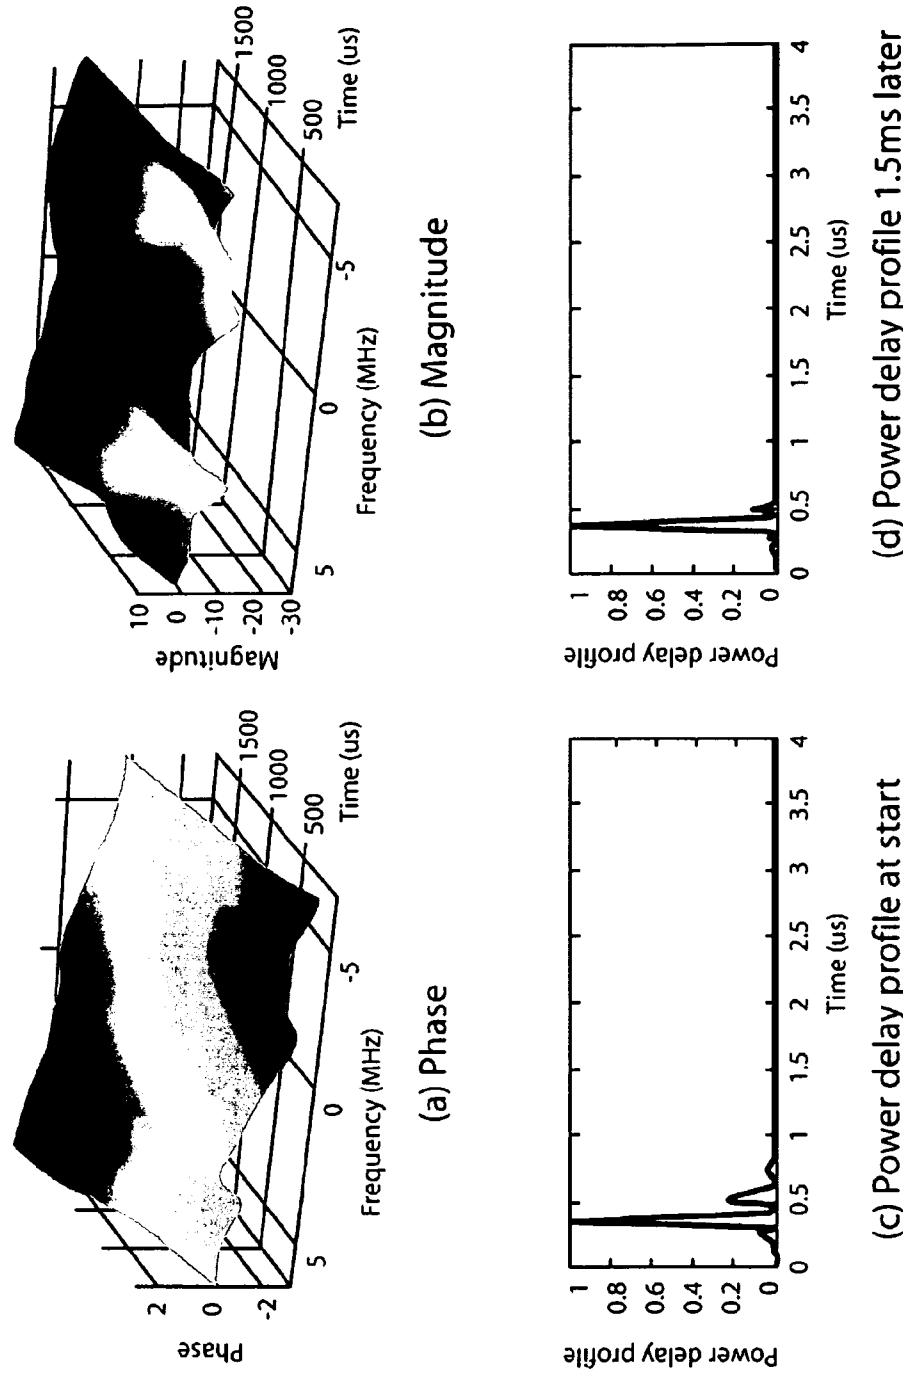 Phase
2
0
-2
5
0
-5
Frequency (MHz)
500
1000
1500
Time (us)
(a) Phase
Magnitude
10
0
-10
-20
-30
5
0
-5
Frequency (MHz)
500
1000
1500
Time (us)
(b) Magnitude
Power delay profile
1
0.8
0.6
0.4
0.2
0
0 0.5 1 1.5 2 2.5 3 3.5 4
Time (us)
(c) Power delay profile at start
Power delay profile
1
0.8
0.6
0.4
0.2
0
0 0.5 1 1.5 2 2.5 3 3.5 4
Time (us)
(d) Power delay profile 1.5ms later